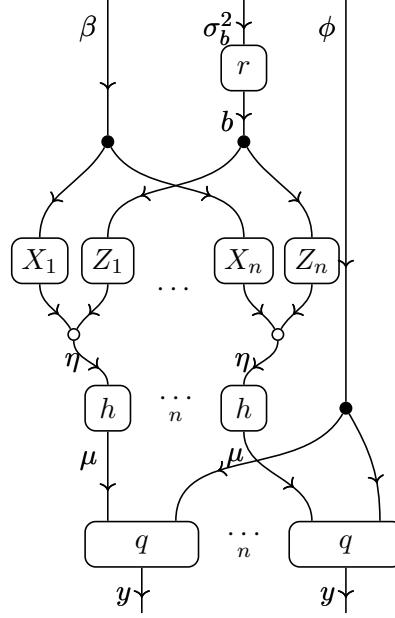 β σ_b^2 ϕ
r
b
X_1 Z_1 ... X_n Z_n
η η
h ... n h
μ μ
q ... n q
y y